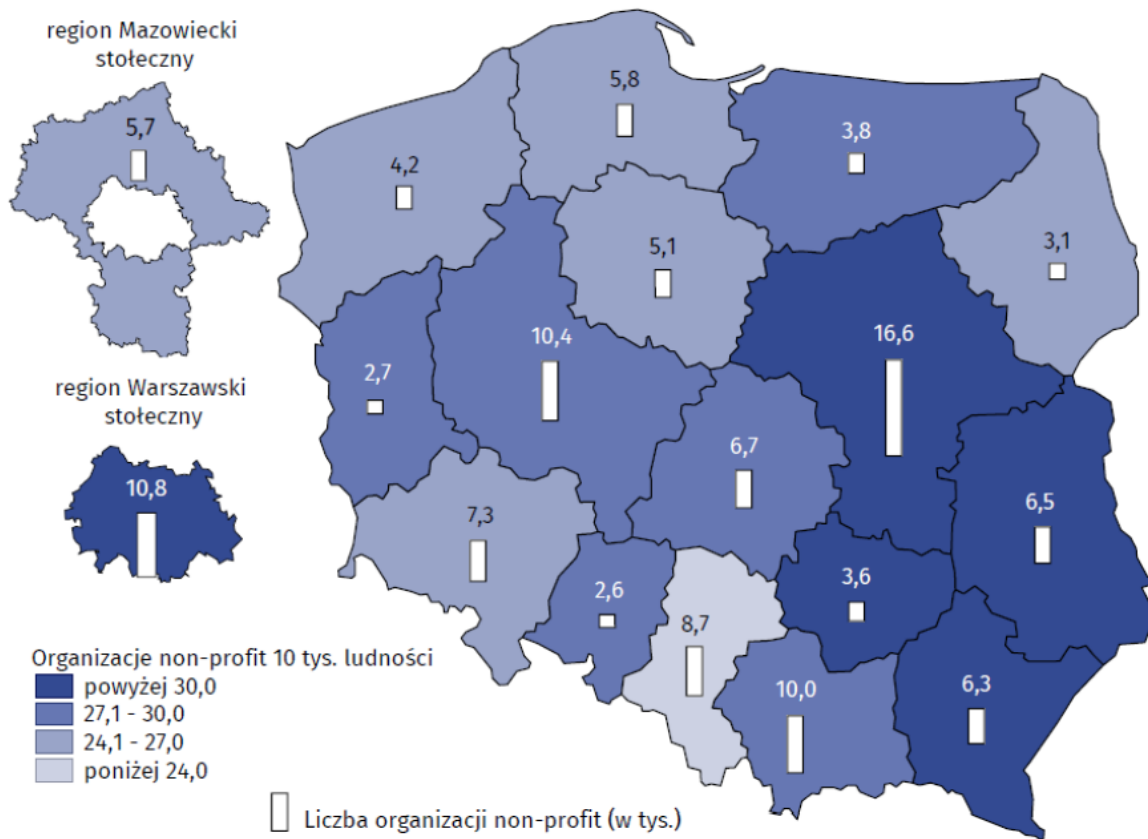 region Mazowiecki
stołeczny
5,7
region Warszawski
stołeczny
10,8
5,8
3,8
4,2
5,1
3,1
10,4
16,6
2,7
6,7
6,5
7,3
2,6
3,6
8,7
10,0
6,3
Organizacje non-profit 10 tys. ludności
powyżej 30,0
27,1 - 30,0
24,1 - 27,0
poniżej 24,0
Liczba organizacji non-profit (w tys.)